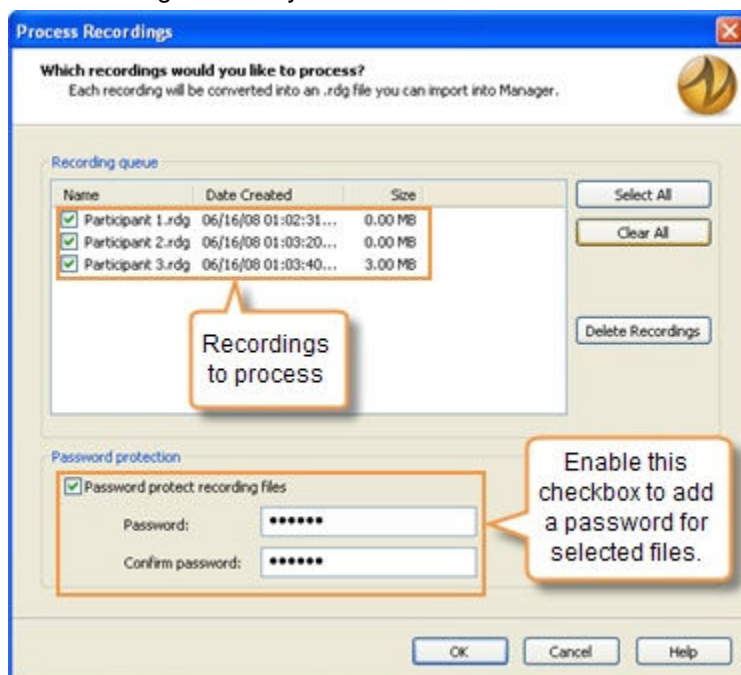 Process Recordings
Which recordings would you like to process?
Each recording will be converted into an .rdg file you can import into Manager.
Recording queue
Name Date Created Size
Participant 1.rdg 06/16/08 01:02:31... 0.00 MB
Participant 2.rdg 06/16/08 01:03:20... 0.00 MB
Participant 3.rdg 06/16/08 01:03:40... 3.00 MB
Select All
Clear All
Delete Recordings
Recordings
to process
Password protection
Password protect recording files
Password: ••••••
Confirm password: ••••••
Enable this
checkbox to add
a password for
selected files.
OK Cancel Help